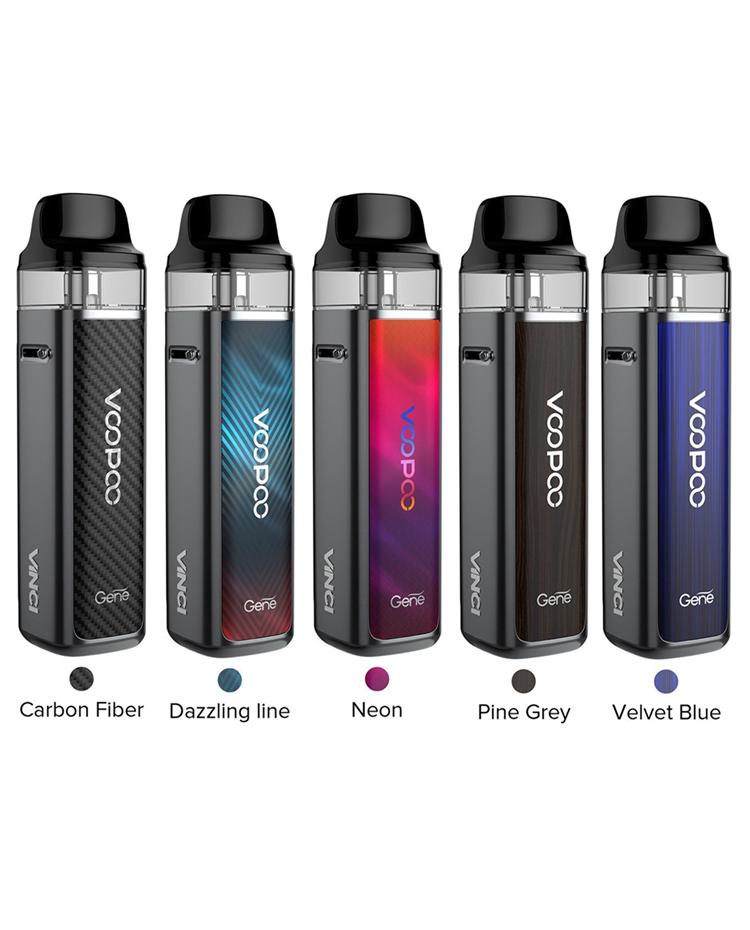 VOOPOO
VINCI
Gene
VOOPOO
VINCI
Gene
VOOPOO
VINCI
Gene
VOOPOO
VINCI
Gene
VOOPOO
VINCI
Gene
Carbon Fiber
Dazzling line
Neon
Pine Grey
Velvet Blue